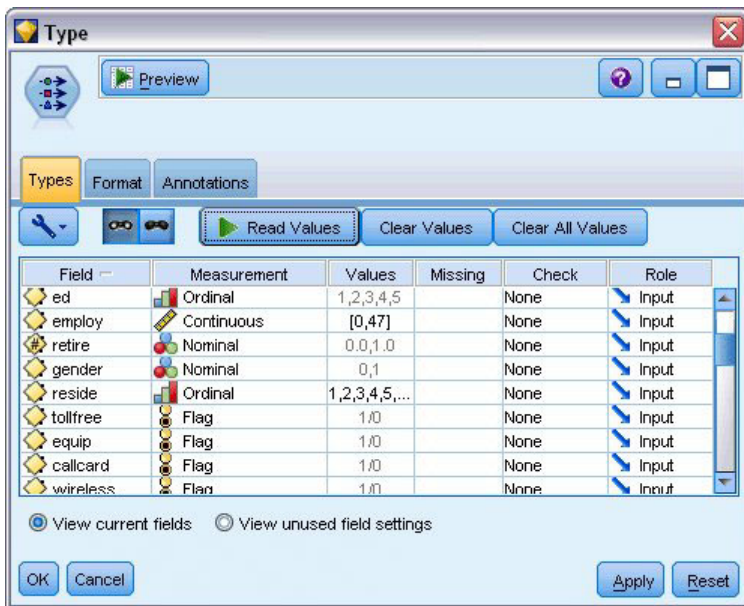 Type
Preview
Types Format Annotations
Read Values Clear Values Clear All Values
Field Measurement Values Missing Check Role
ed Ordinal 1,2,3,4,5 None Input
employ Continuous [0,47] None Input
retire Nominal 0.0,1.0 None Input
gender Nominal 0,1 None Input
reside Ordinal 1,2,3,4,5,... None Input
tollfree Flag 1/0 None Input
equip Flag 1/0 None Input
callcard Flag 1/0 None Input
wireless Flag 1/0 None Input
View current fields View unused field settings
OK Cancel Apply Reset